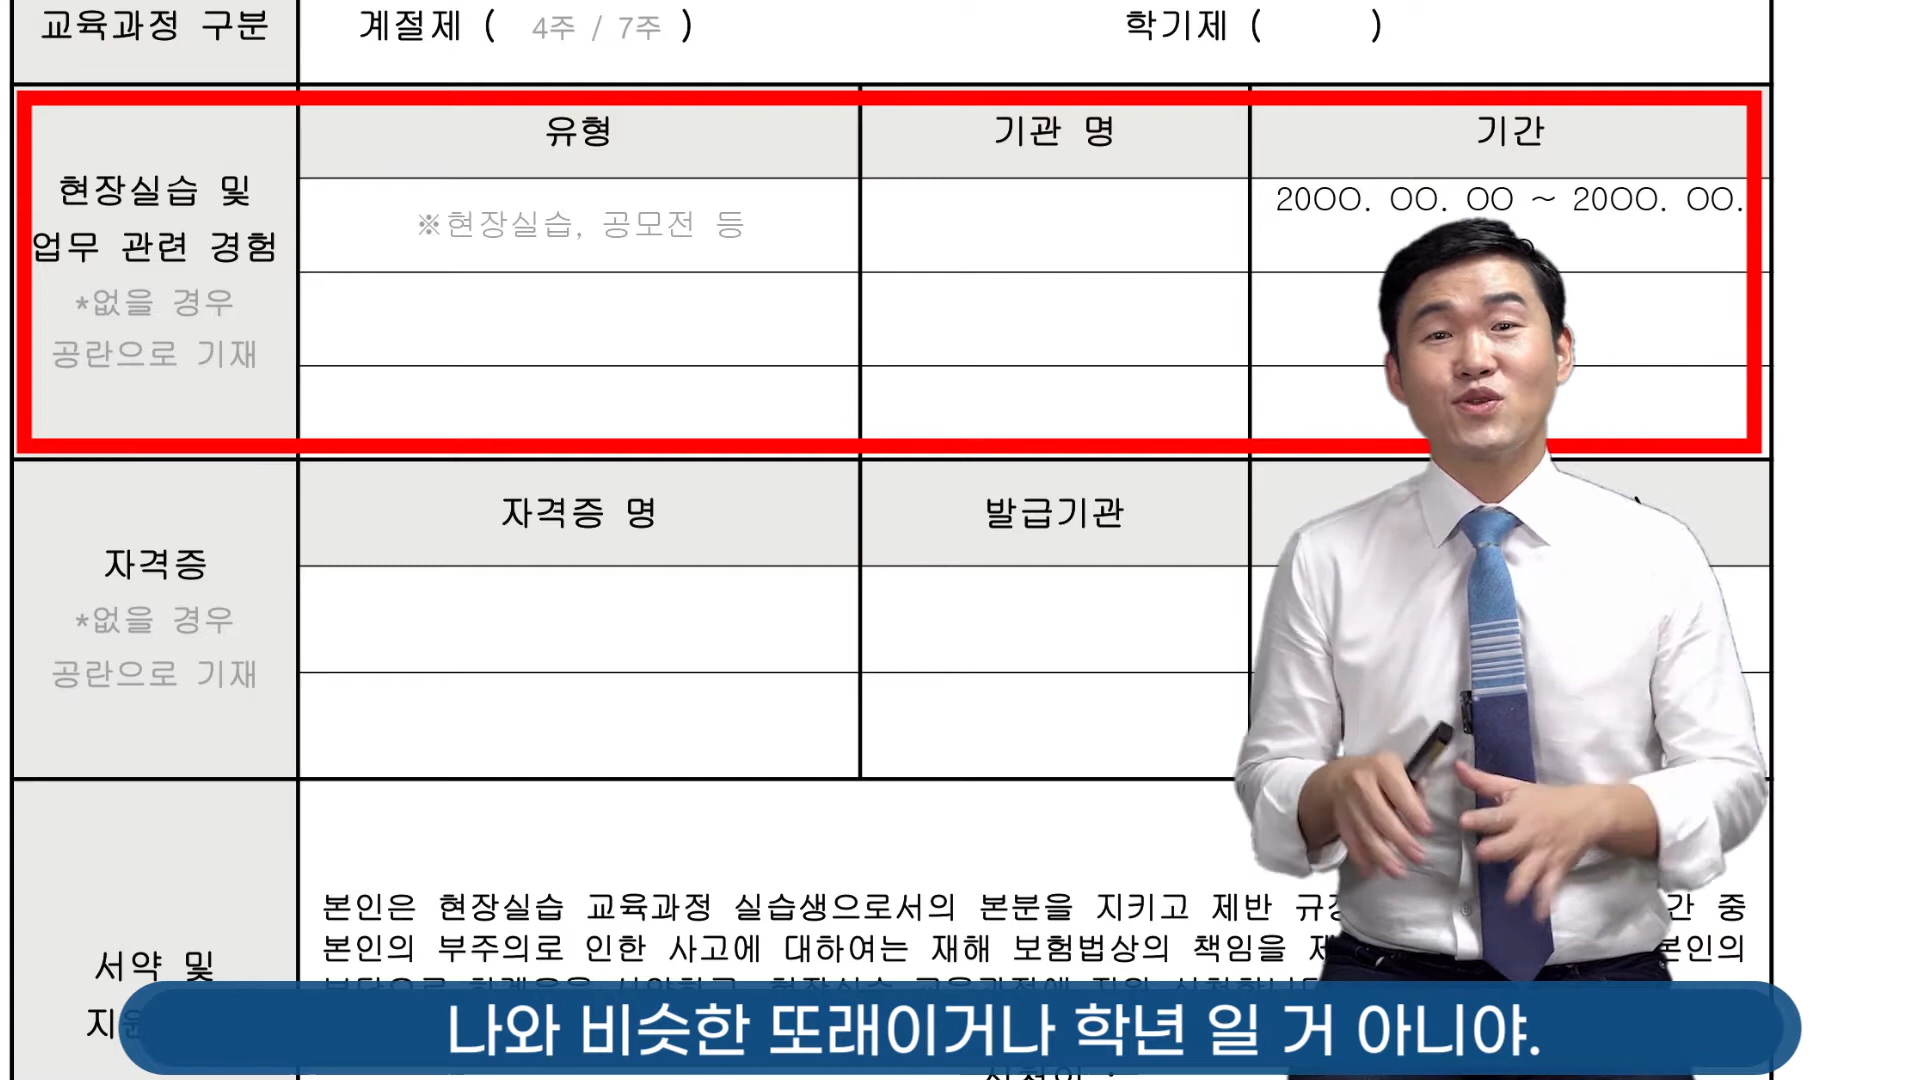 교육과정 구분
계절제 ( 4주 / 7주 )
학기제 ( )
현장실습 및
업무 관련 경험
*없을 경우
공란으로 기재
유형
기관 명
기간
※현장실습, 공모전 등
2000. 00. 00 ~ 2000. 00.
자격증
*없을 경우
공란으로 기재
자격증 명
발급기관
서약 및
본인은 현장실습 교육과정 실습생으로서의 본분을 지키고 제반 간 중
본인의 부주의로 인한 사고에 대하여는 재해 보험법상의 책임을 본인의
나와 비슷한 또래이거나 학년 일 거 아니야.